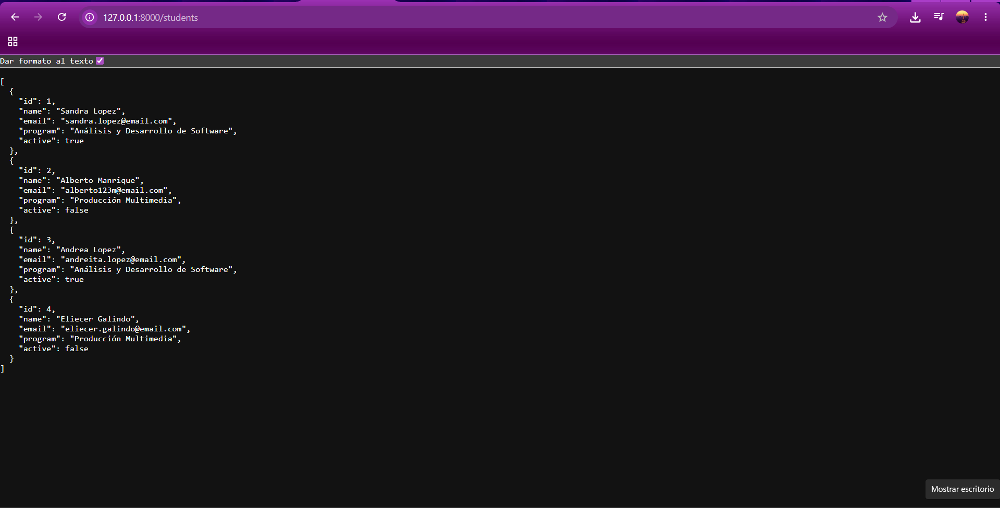 127.0.0.1:8000/students
Dar formato al texto
[
  {
    "id": 1,
    "name": "Sandra Lopez",
    "email": "sandra.lopez@email.com",
    "program": "Análisis y Desarrollo de Software",
    "active": true
  },
  {
    "id": 2,
    "name": "Alberto Manrique",
    "email": "alberto123m@email.com",
    "program": "Producción Multimedia",
    "active": false
  },
  {
    "id": 3,
    "name": "Andrea Lopez",
    "email": "andreita.lopez@email.com",
    "program": "Análisis y Desarrollo de Software",
    "active": true
  },
  {
    "id": 4,
    "name": "Eliecer Galindo",
    "email": "eliecer.galindo@email.com",
    "program": "Producción Multimedia",
    "active": false
  }
]
Mostrar escritorio